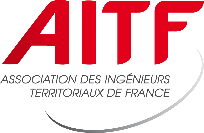 AITF
ASSOCIATION DES INGÉNIEURS
TERRITORIAUX DE FRANCE